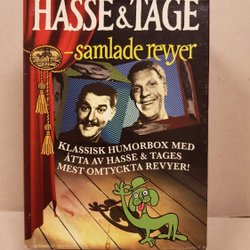 HASSE & TAGE
– samlade revyer
KLASSISK HUMORBOX MED
ÅTTA AV HASSE & TAGES
MEST OMTYCKTA REVYER!